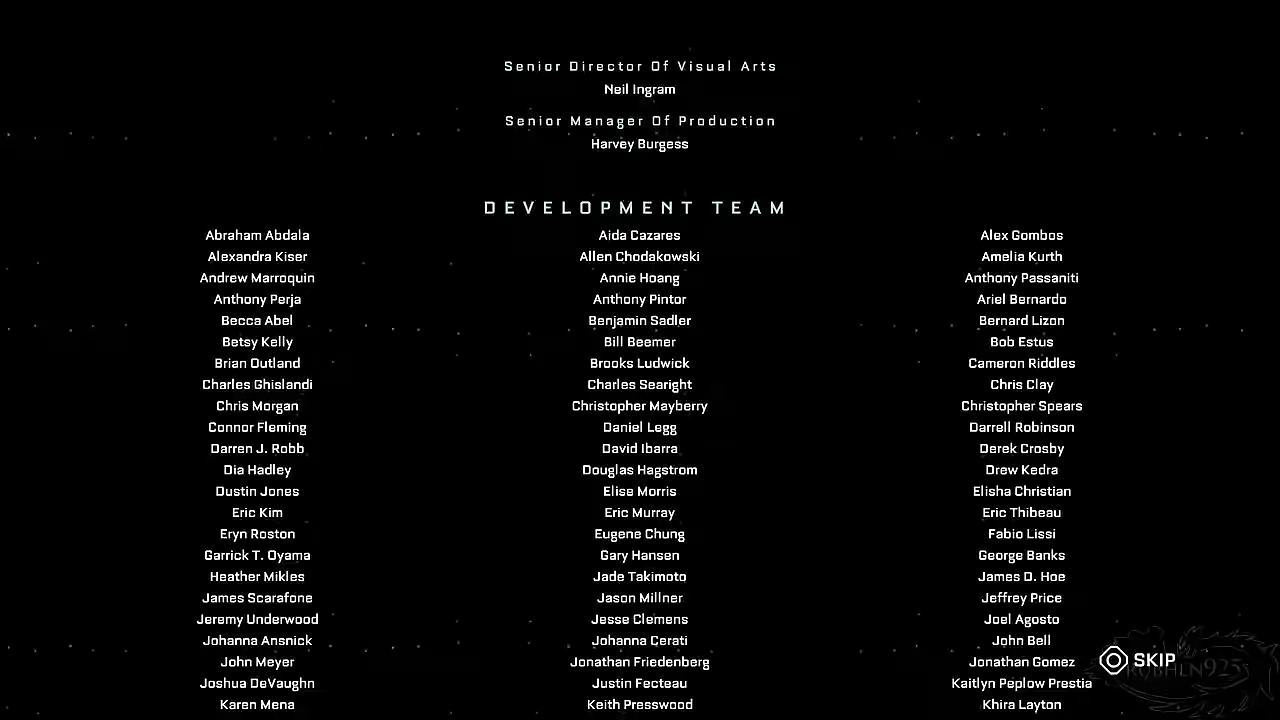 Senior Director Of Visual Arts
Neil Ingram
Senior Manager Of Production
Harvey Burgess
DEVELOPMENT TEAM
Abraham Abdala Aida Cazares Alex Gombos
Alexandra Kiser Allen Chodakowski Amelia Kurth
Andrew Marroquin Annie Hoang Anthony Passaniti
Anthony Perja Anthony Pintor Ariel Bernardo
Becca Abel Benjamin Sadler Bernard Lizon
Betsy Kelly Bill Beemer Bob Estus
Brian Outland Brooks Ludwick Cameron Riddles
Charles Ghislandi Charles Searight Chris Clay
Chris Morgan Christopher Mayberry Christopher Spears
Connor Fleming Daniel Legg Darrell Robinson
Darren J. Robb David Ibarra Derek Crosby
Dia Hadley Douglas Hagstrom Drew Kedra
Dustin Jones Elise Morris Elisha Christian
Eric Kim Eric Murray Eric Thibeau
Eryn Roston Eugene Chung Fabio Lissi
Garrick T. Oyama Gary Hansen George Banks
Heather Mikles Jade Takimoto James D. Hoe
James Scarafone Jason Millner Jeffrey Price
Jeremy Underwood Jesse Clemens Joel Agosto
Johanna Ansnick Johanna Cerati John Bell
John Meyer Jonathan Friedenberg Jonathan Gomez SKIP
Joshua DeVaughn Justin Fecteau Kaitlyn Peplow Prestia
Karen Mena Keith Presswood Khira Layton